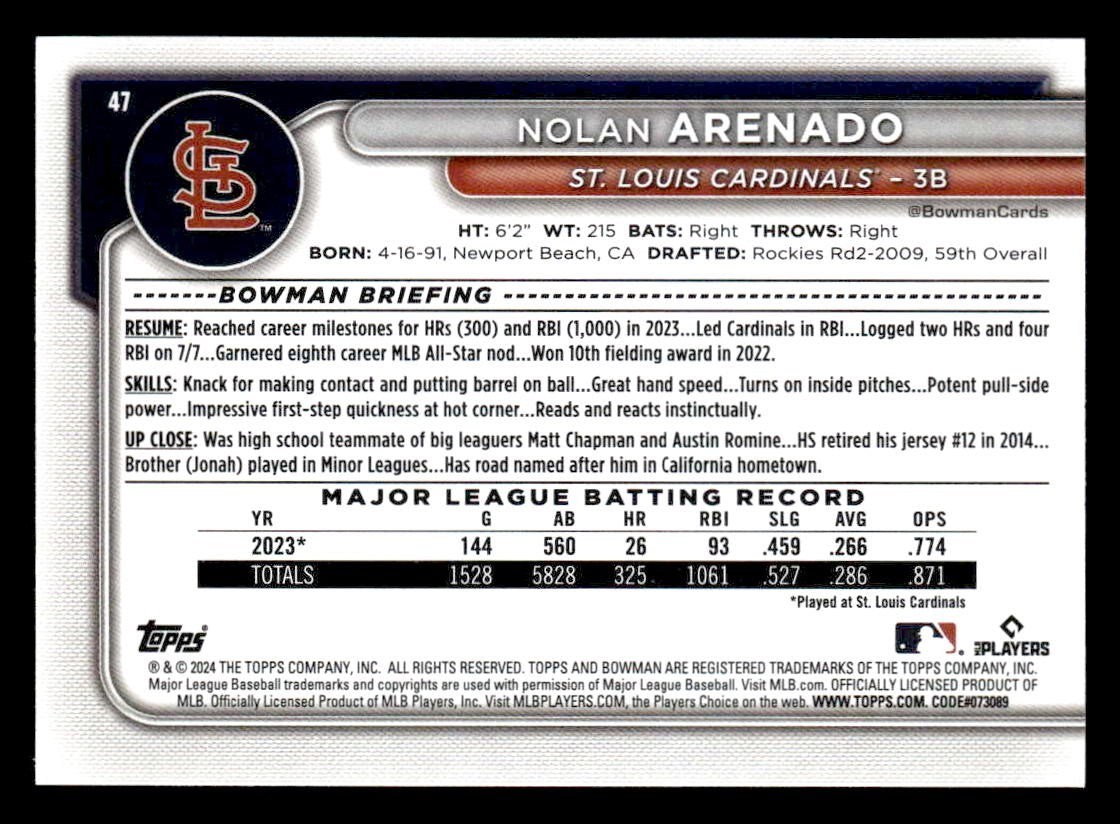 47
STL
™
NOLAN ARENADO
ST. LOUIS CARDINALS® – 3B
@BowmanCards
HT: 6'2" WT: 215 BATS: Right THROWS: Right
BORN: 4-16-91, Newport Beach, CA DRAFTED: Rockies Rd2-2009, 59th Overall
BOWMAN BRIEFING
RESUME: Reached career milestones for HRs (300) and RBI (1,000) in 2023...Led Cardinals in RBI...Logged two HRs and four
RBI on 7/7...Garnered eighth career MLB All-Star nod...Won 10th fielding award in 2022.
SKILLS: Knack for making contact and putting barrel on ball...Great hand speed...Turns on inside pitches...Potent pull-side
power...Impressive first-step quickness at hot corner...Reads and reacts instinctually.
UP CLOSE: Was high school teammate of big leaguers Matt Chapman and Austin Romine...HS retired his jersey #12 in 2014...
Brother (Jonah) played in Minor Leagues...Has road named after him in California hometown.
MAJOR LEAGUE BATTING RECORD
YR G AB HR RBI SLG AVG OPS
2023* 144 560 26 93 .459 .266 .774
TOTALS 1528 5828 325 1061 .527 .286 .871
*Played at St. Louis Cardinals
Topps® MLB PLAYERS
® & © 2024 THE TOPPS COMPANY, INC. ALL RIGHTS RESERVED. TOPPS AND BOWMAN ARE REGISTERED TRADEMARKS OF THE TOPPS COMPANY, INC.
Major League Baseball trademarks and copyrights are used with permission of Major League Baseball. Visit MLB.com. OFFICIALLY LICENSED PRODUCT OF
MLB. Officially Licensed Product of MLB Players, Inc. Visit MLBPLAYERS.COM, the Players Choice on the web. WWW.TOPPS.COM. CODE#073089